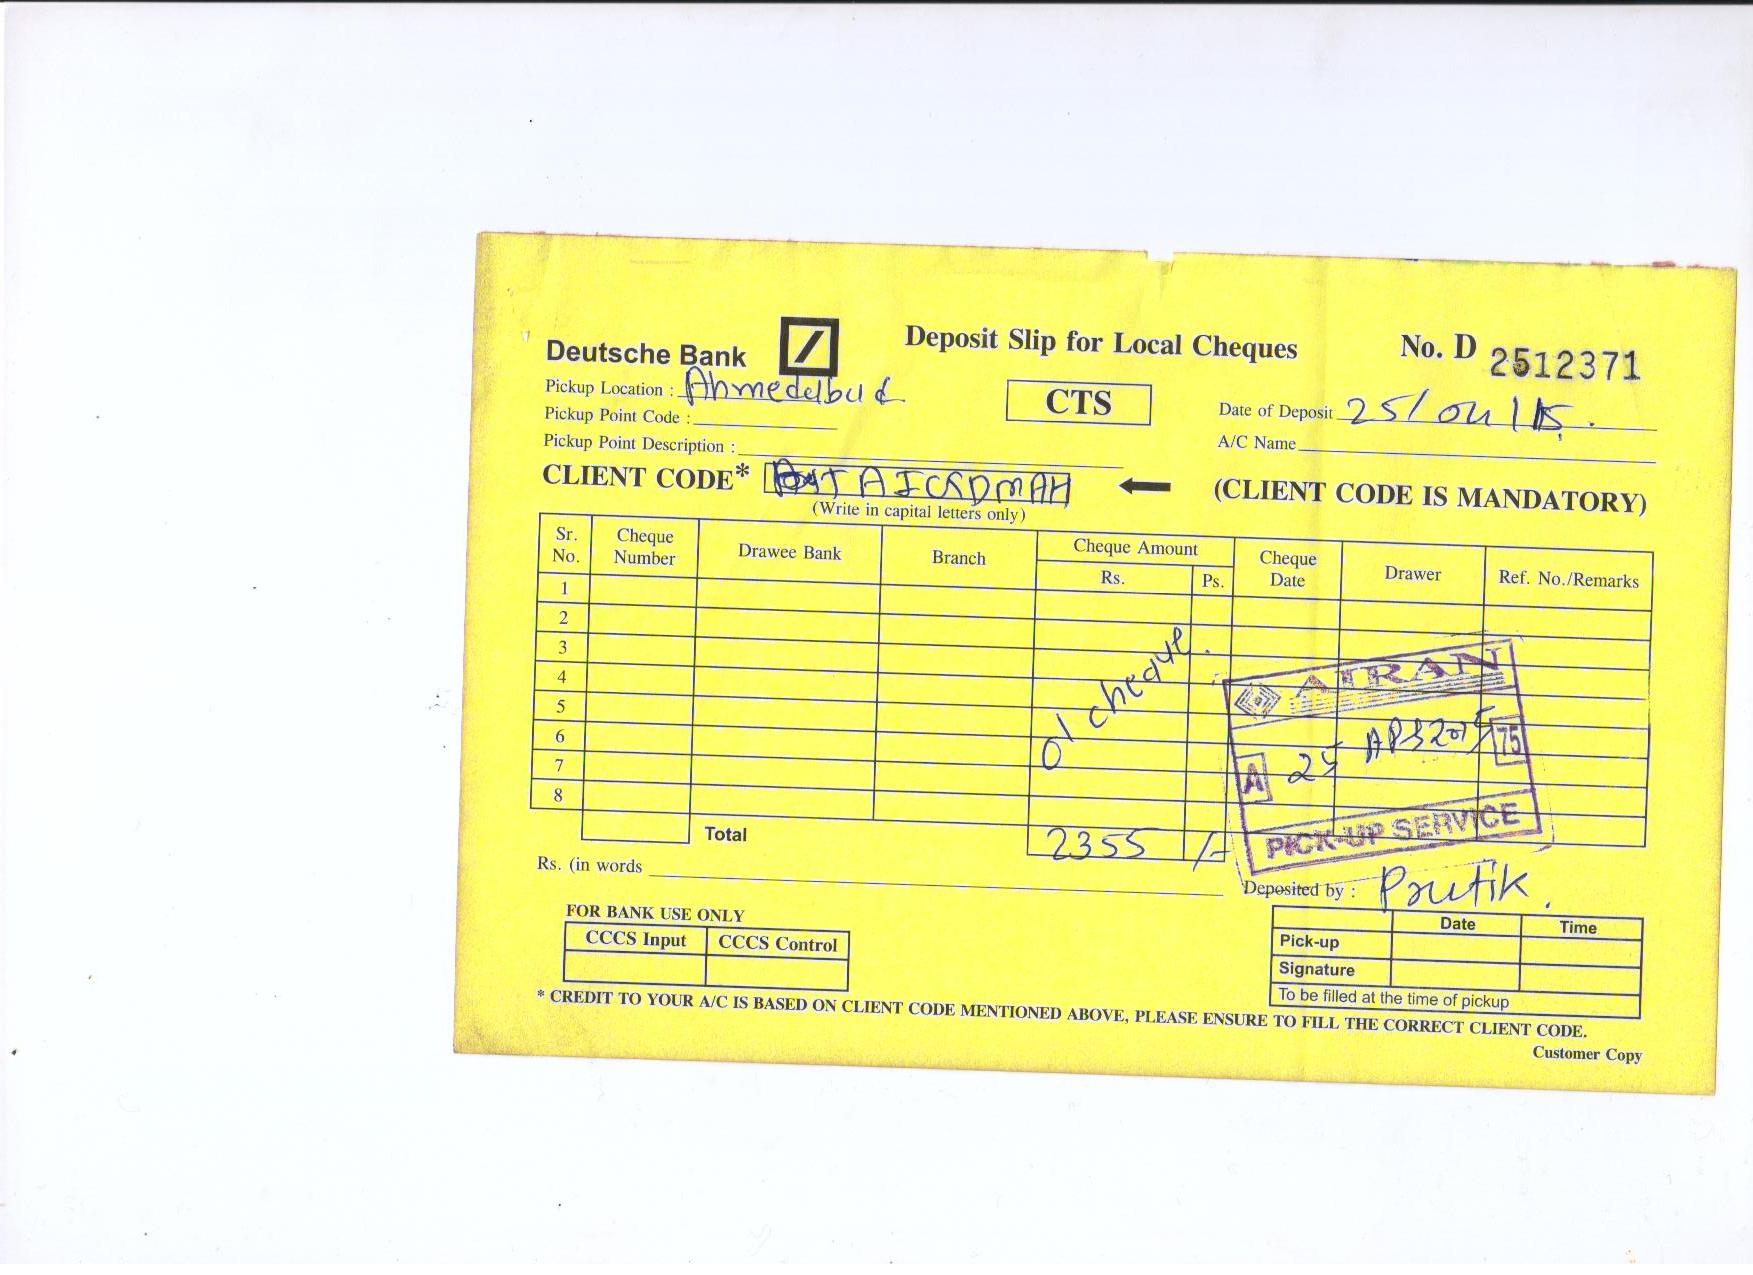 Deutsche Bank
Deposit Slip for Local Cheques
No. D 2512371
Pickup Location : Ahmedabad
CTS
Date of Deposit 25/04/15.
Pickup Point Code :
A/C Name
Pickup Point Description :
CLIENT CODE*
(CLIENT CODE IS MANDATORY)
(Write in capital letters only)
Sr. No. Cheque Number Drawee Bank Branch Cheque Amount Rs. Ps. Cheque Date Drawer Ref. No./Remarks
1
2
3
4
5
6
7
8
01 cheque.
AIRAN
A 25 APR 2015 75
PICK-UP SERVICE
Total 2355 /-
Rs. (in words
Deposited by : Prutik.
FOR BANK USE ONLY
CCCS Input CCCS Control
Date Time
Pick-up
Signature
To be filled at the time of pickup
* CREDIT TO YOUR A/C IS BASED ON CLIENT CODE MENTIONED ABOVE, PLEASE ENSURE TO FILL THE CORRECT CLIENT CODE.
Customer Copy